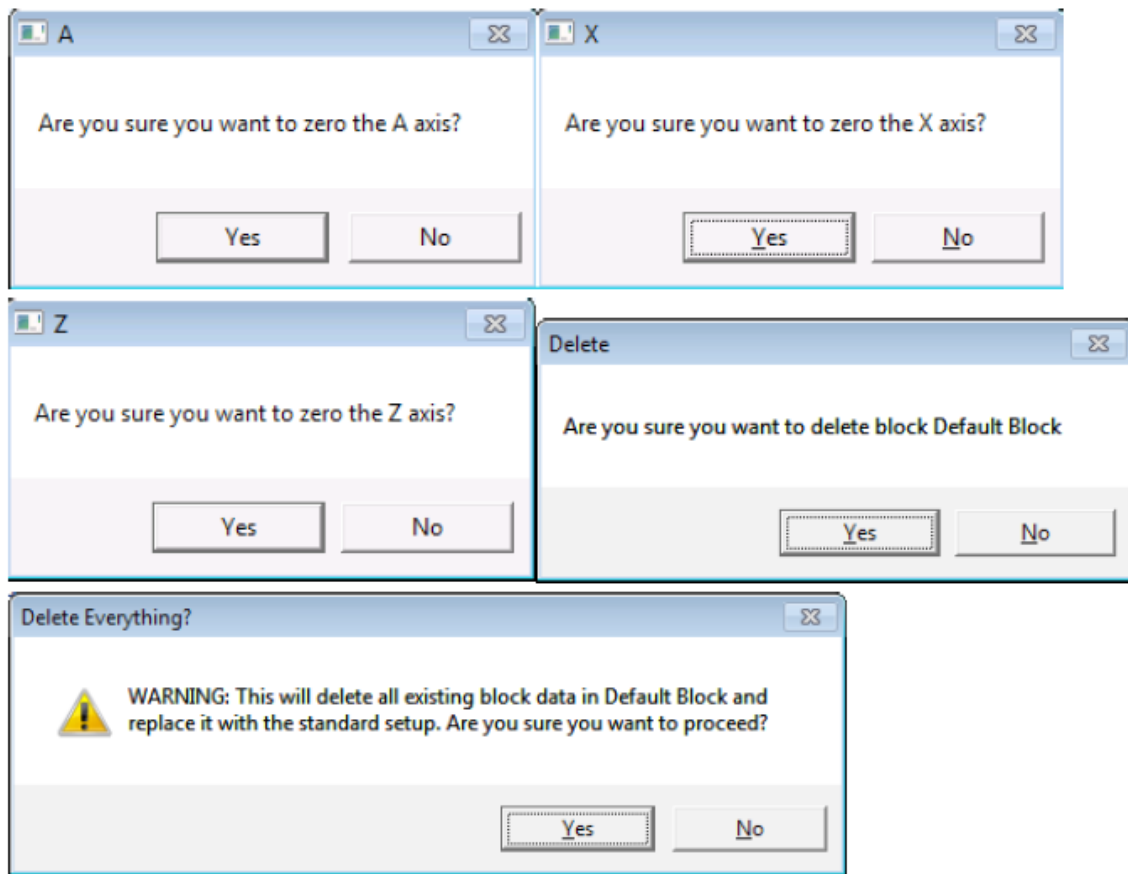 A
Are you sure you want to zero the A axis?
Yes No
X
Are you sure you want to zero the X axis?
Yes No
Z
Are you sure you want to zero the Z axis?
Yes No
Delete
Are you sure you want to delete block Default Block
Yes No
Delete Everything?
WARNING: This will delete all existing block data in Default Block and
replace it with the standard setup. Are you sure you want to proceed?
Yes No